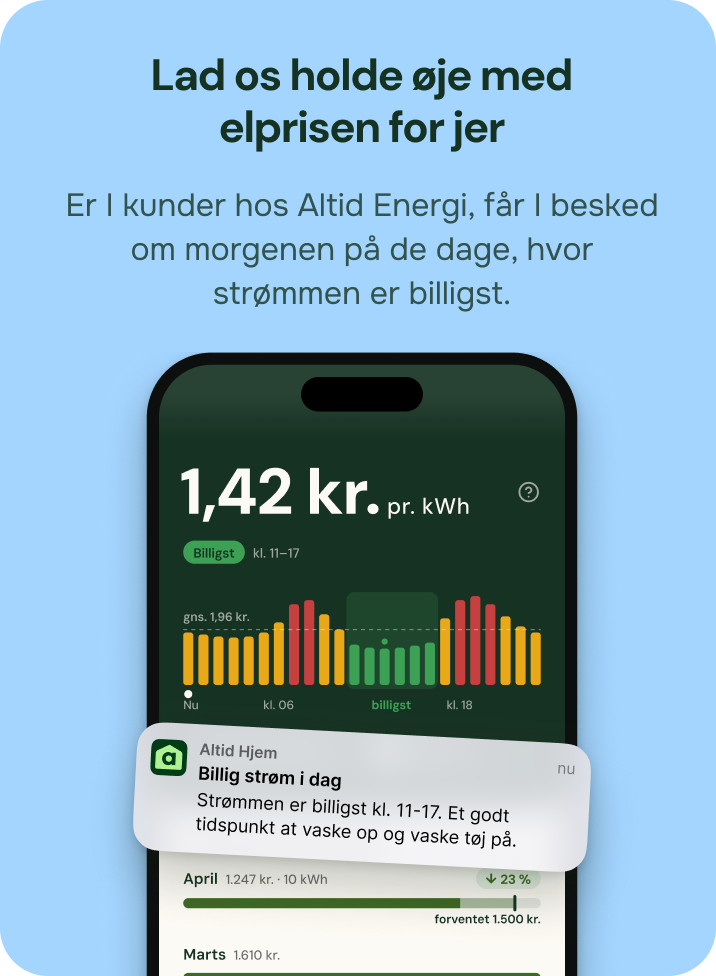 Lad os holde øje med
elprisen for jer
Er I kunder hos Altid Energi, får I besked
om morgenen på de dage, hvor
strømmen er billigst.
1,42 kr. pr. kWh
Billigst kl. 11–17
gns. 1,96 kr.
Nu kl. 06 billigst kl. 18
Altid Hjem nu
Billig strøm i dag
Strømmen er billigst kl. 11-17. Et godt
tidspunkt at vaske op og vaske tøj på.
April 1.247 kr. · 10 kWh ↓ 23 %
forventet 1.500 kr.
Marts 1.610 kr.